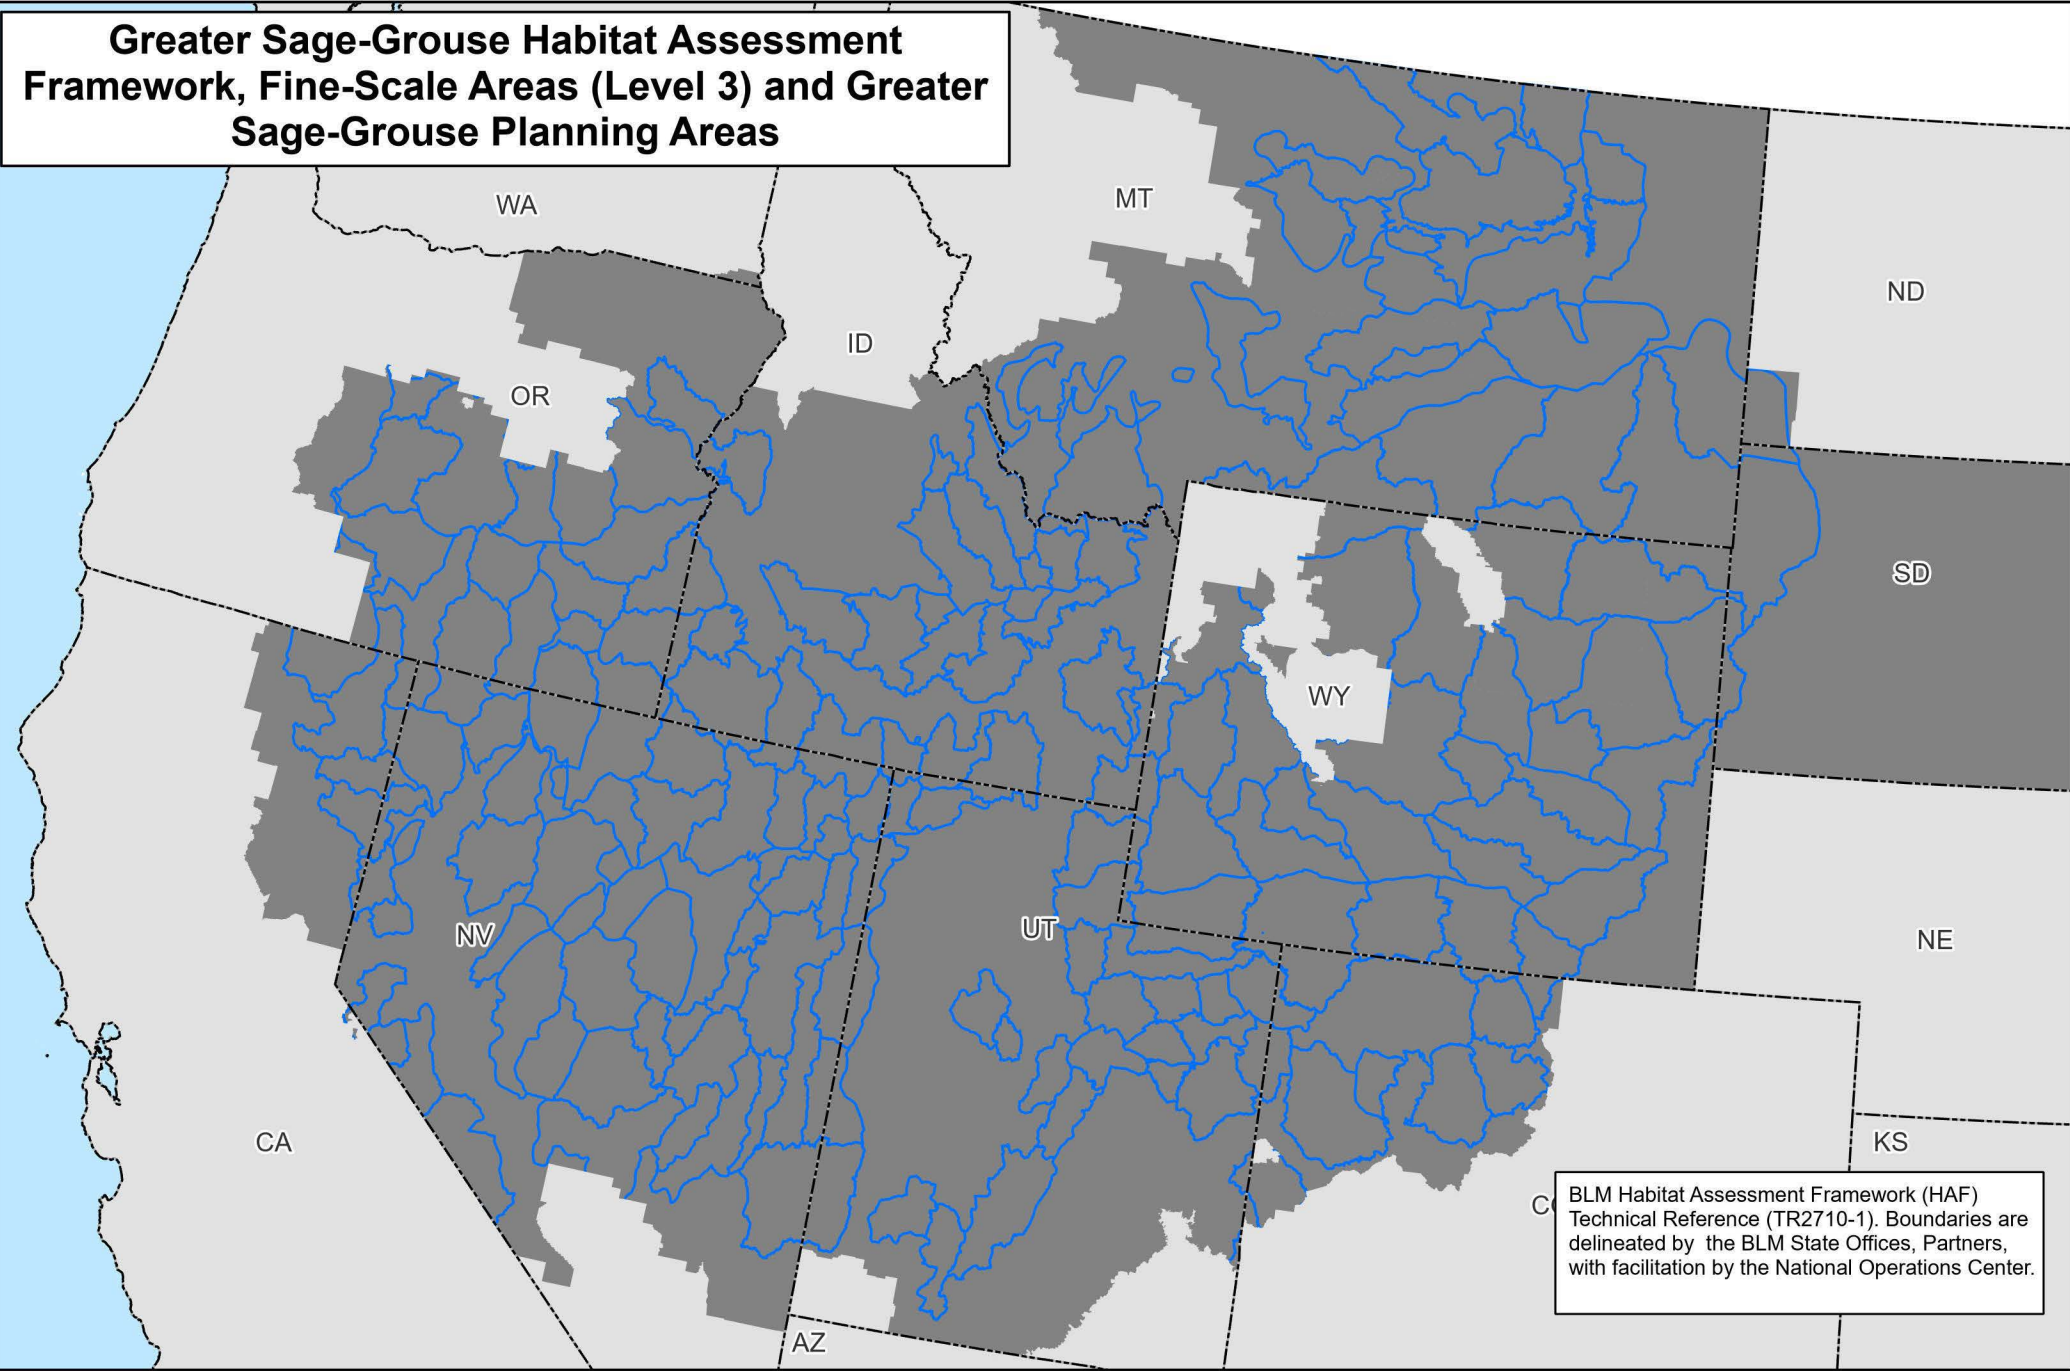 Greater Sage-Grouse Habitat Assessment
Framework, Fine-Scale Areas (Level 3) and Greater
Sage-Grouse Planning Areas
WA
MT
ND
ID
OR
SD
WY
NV
UT
NE
CA
KS
CO
BLM Habitat Assessment Framework (HAF)
Technical Reference (TR2710-1). Boundaries are
delineated by the BLM State Offices, Partners,
with facilitation by the National Operations Center.
AZ